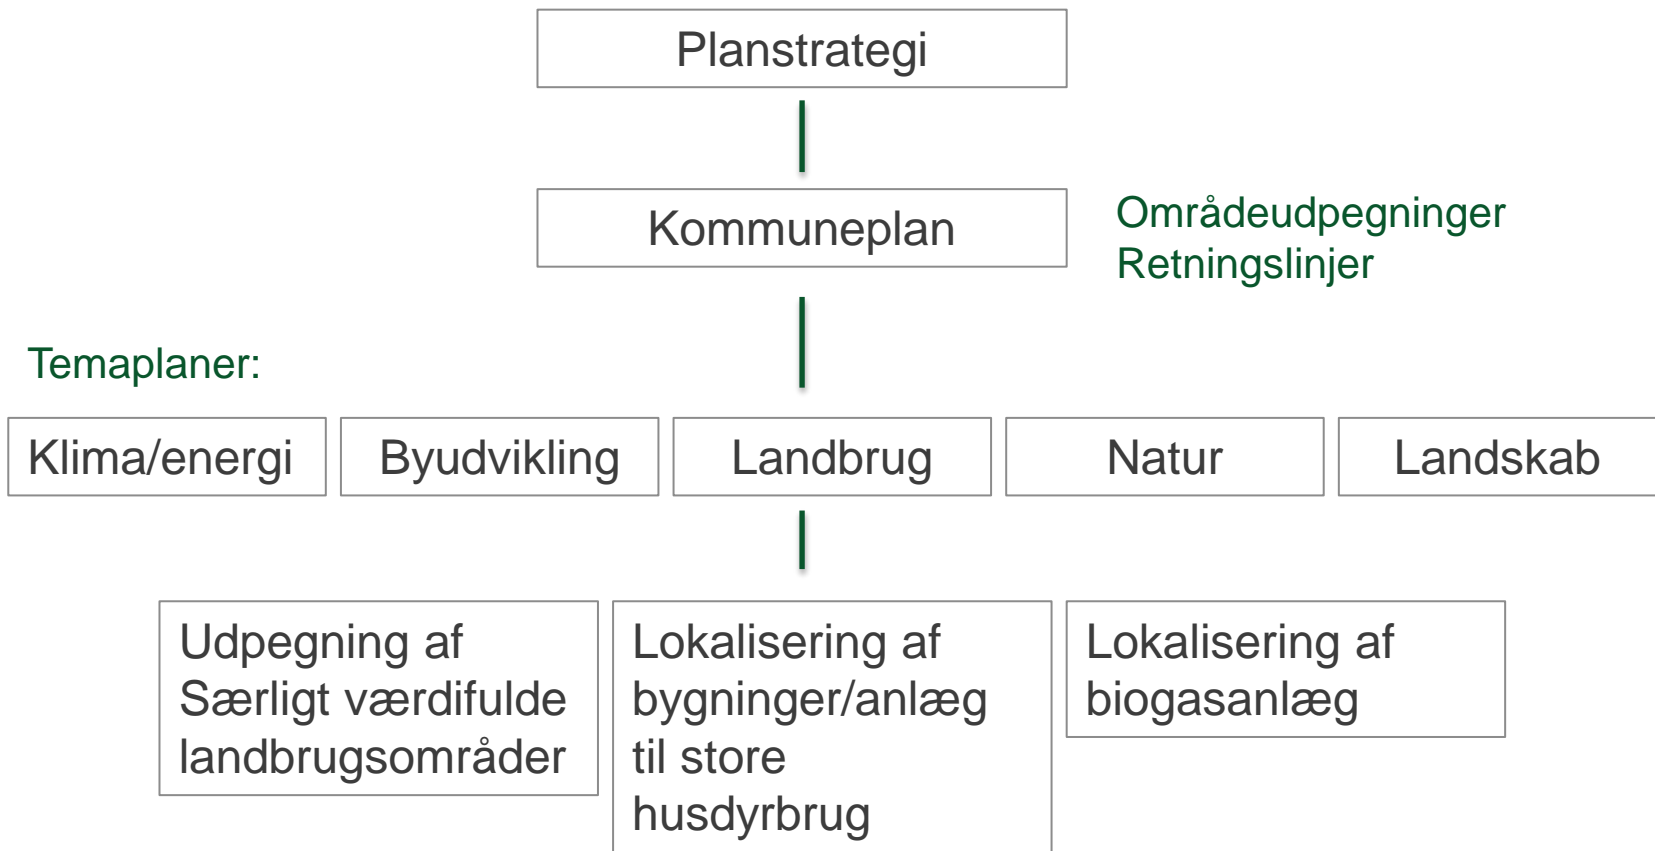 Planstrategi
Kommuneplan
Områdeudpegninger
Retningslinjer
Temaplaner:
Klima/energi
Byudvikling
Landbrug
Natur
Landskab
Udpegning af
Særligt værdifulde
landbrugsområder
Lokalisering af
bygninger/anlæg
til store
husdyrbrug
Lokalisering af
biogasanlæg